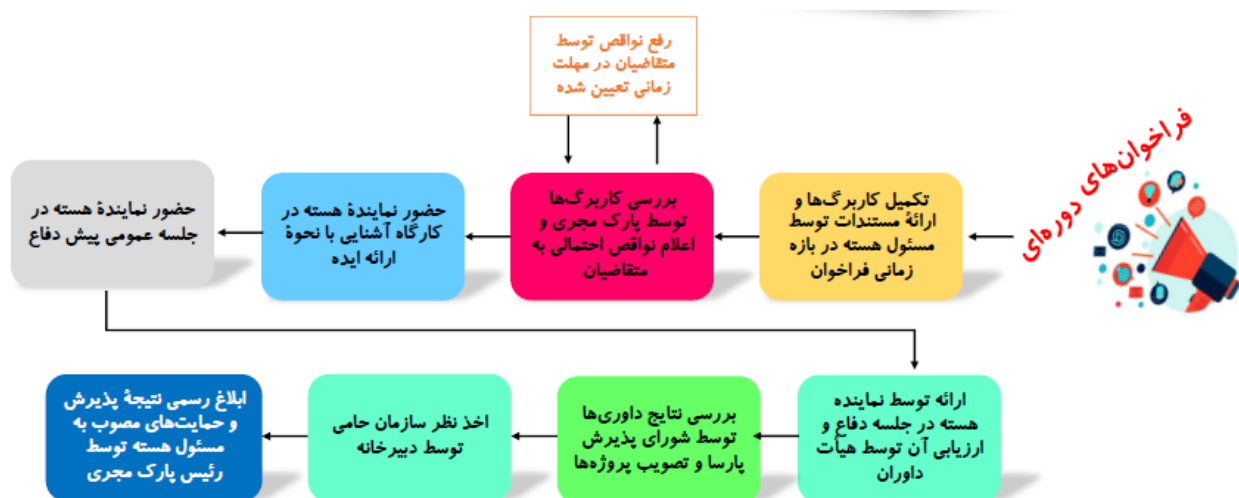 فراخوان‌های دوره‌ای
تکمیل کاربرگ‌ها و
ارائهٔ مستندات توسط
مسئول هسته در بازه
زمانی فراخوان
بررسی کاربرگ‌ها
توسط پارک مجری و
اعلام نواقص احتمالی به
متقاضیان
رفع نواقص توسط
متقاضیان در مهلت
زمانی تعیین شده
حضور نمایندهٔ هسته در
کارگاه آشنایی با نحوهٔ
ارائه ایده
حضور نمایندهٔ هسته در
جلسه عمومی پیش دفاع
ارائه توسط نماینده
هسته در جلسه دفاع و
ارزیابی آن توسط هیأت
داوران
بررسی نتایج داوری‌ها
توسط شورای پذیرش
پارسا و تصویب پروژه‌ها
اخذ نظر سازمان حامی
توسط دبیرخانه
ابلاغ رسمی نتیجهٔ پذیرش
و حمایت‌های مصوب به
مسئول هسته توسط
رئیس پارک مجری